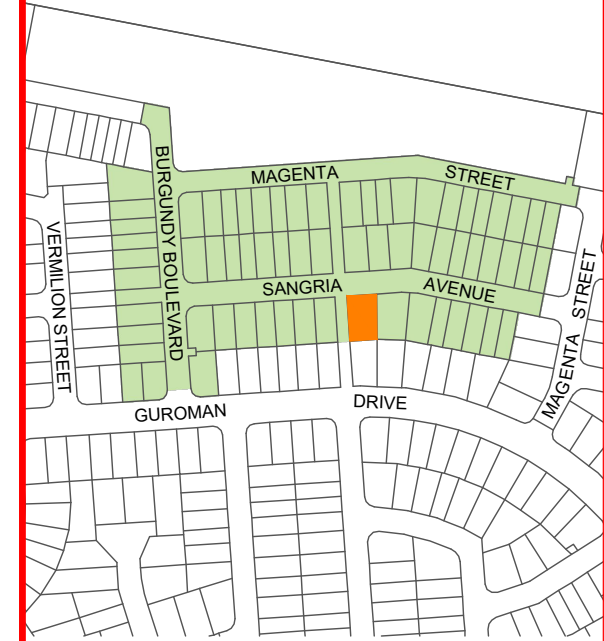 MAGENTA STREET
BURGUNDY BOULEVARD
SANGRIA AVENUE
VERMILION STREET
MAGENTA STREET
GUROMAN DRIVE